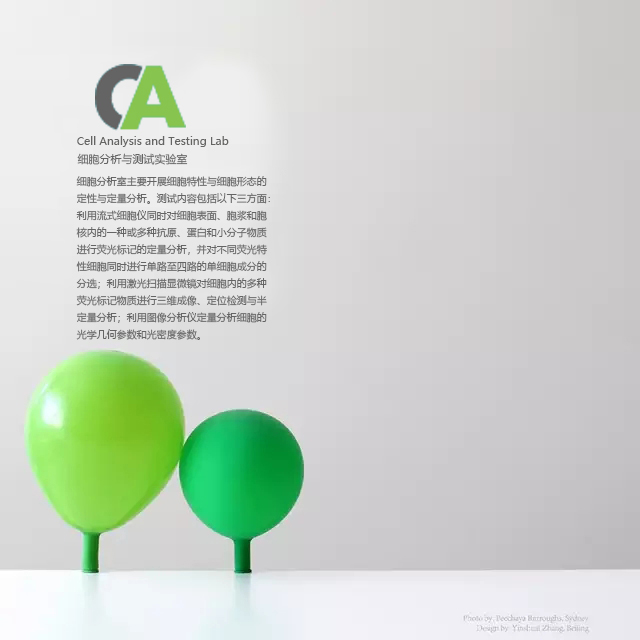 CA
Cell Analysis and Testing Lab
细胞分析与测试实验室
细胞分析室主要开展细胞特性与细胞形态的
定性与定量分析。测试内容包括以下三方面：
利用流式细胞仪同时对细胞表面、胞浆和胞
核内的一种或多种抗原、蛋白和小分子物质
进行荧光标记的定量分析，并对不同荧光特
性细胞同时进行单路至四路的单细胞成分的
分选；利用激光扫描显微镜对细胞内的多种
荧光标记物质进行三维成像、定位检测与半
定量分析；利用图像分析仪定量分析细胞的
光学几何参数和光密度参数。
Photo by, Sydney
Design by, Zhang, Beijing